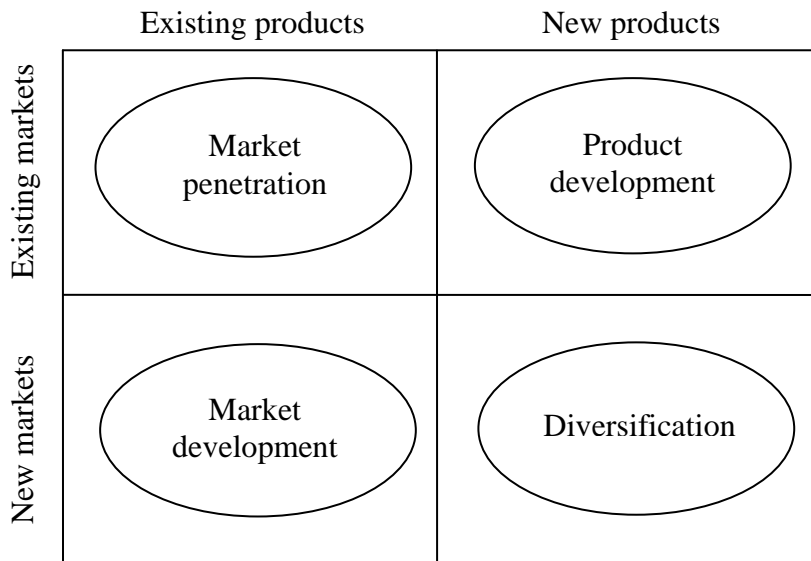 Existing products
New products
Existing markets
Market
penetration
Product
development
New markets
Market
development
Diversification